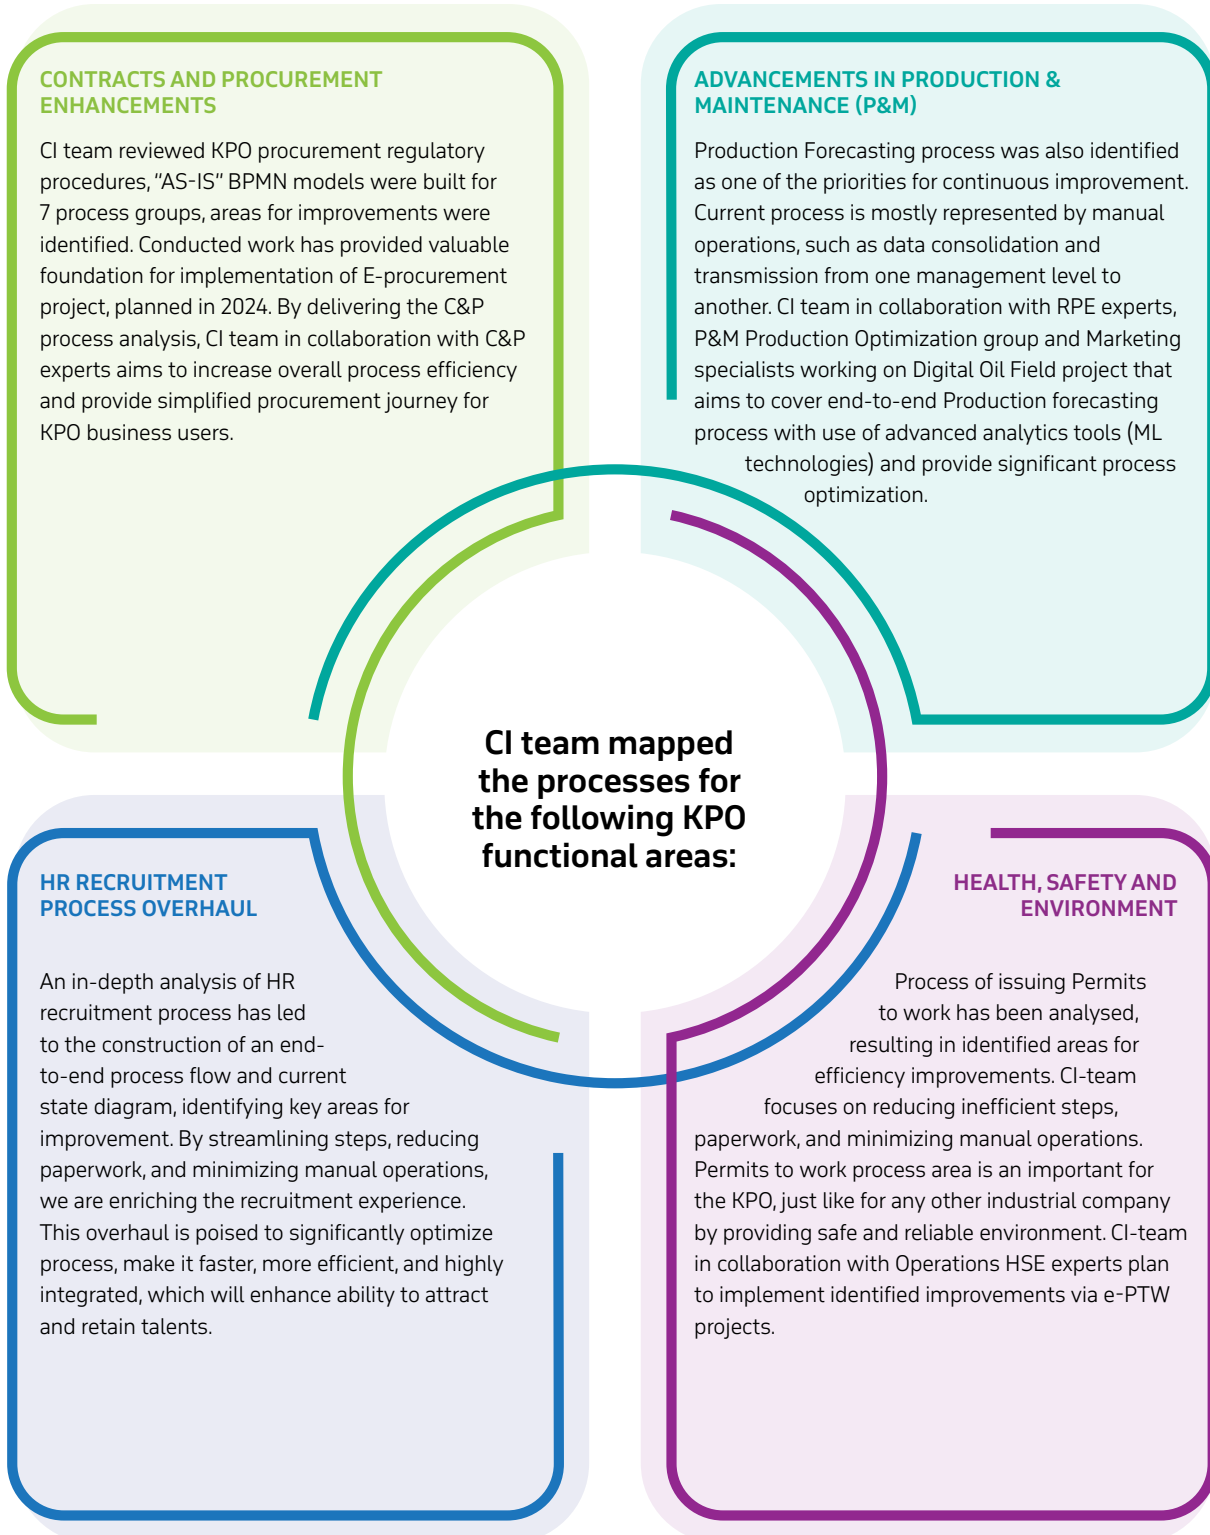 CONTRACTS AND PROCUREMENT
ENHANCEMENTS
CI team reviewed KPO procurement regulatory
procedures, “AS-IS” BPMN models were built for
7 process groups, areas for improvements were
identified. Conducted work has provided valuable
foundation for implementation of E-procurement
project, planned in 2024. By delivering the C&P
process analysis, CI team in collaboration with C&P
experts aims to increase overall process efficiency
and provide simplified procurement journey for
KPO business users.
ADVANCEMENTS IN PRODUCTION &
MAINTENANCE (P&M)
Production Forecasting process was also identified
as one of the priorities for continuous improvement.
Current process is mostly represented by manual
operations, such as data consolidation and
transmission from one management level to
another. CI team in collaboration with RPE experts,
P&M Production Optimization group and Marketing
specialists working on Digital Oil Field project that
aims to cover end-to-end Production forecasting
process with use of advanced analytics tools (ML
technologies) and provide significant process
optimization.
CI team mapped
the processes for
the following KPO
functional areas:
HR RECRUITMENT
PROCESS OVERHAUL
An in-depth analysis of HR
recruitment process has led
to the construction of an end-
to-end process flow and current
state diagram, identifying key areas for
improvement. By streamlining steps, reducing
paperwork, and minimizing manual operations,
we are enriching the recruitment experience.
This overhaul is poised to significantly optimize
process, make it faster, more efficient, and highly
integrated, which will enhance ability to attract
and retain talents.
HEALTH, SAFETY AND
ENVIRONMENT
Process of issuing Permits
to work has been analysed,
resulting in identified areas for
efficiency improvements. CI-team
focuses on reducing inefficient steps,
paperwork, and minimizing manual operations.
Permits to work process area is an important for
the KPO, just like for any other industrial company
by providing safe and reliable environment. CI-team
in collaboration with Operations HSE experts plan
to implement identified improvements via e-PTW
projects.